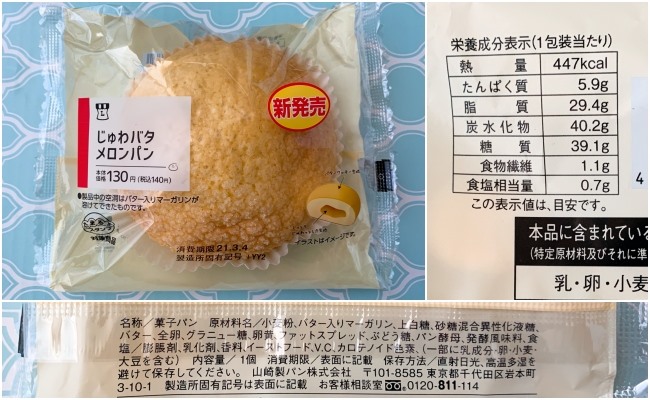 新発売
じゅわバタ
メロンパン
本体価格 130円(税込140円)
●製品中の空洞はバター入りマーガリンが
溶けてできたものです。
消費期限 21.3.4
製造所固有記号 +YY2
イラストはイメージです。
栄養成分表示(1包装当たり)
熱量 447kcal
たんぱく質 5.9g
脂質 29.4g
炭水化物 40.2g
糖質 39.1g
食物繊維 1.1g
食塩相当量 0.7g
この表示値は、目安です。
4
本品に含まれている
(特定原材料及びそれに準
乳・卵・小麦
名称/菓子パン 原材料名/小麦粉、バター入りマーガリン、上白糖、砂糖混合異性化液糖、
バター、全卵、グラニュー糖、卵黄、ファットスプレッド、ぶどう糖、パン酵母、発酵風味料、食
塩/膨脹剤、乳化剤、香料、イーストフード、V.C、カロテノイド色素、(一部に乳成分・卵・小麦・
大豆を含む) 内容量/1個 消費期限/表面に記載 保存方法/直射日光、高温多湿を
避けて保存してください。 山崎製パン株式会社 〒101-8585 東京都千代田区岩本町
3-10-1 製造所固有記号は表面に記載 お客様相談室 0120-811-114